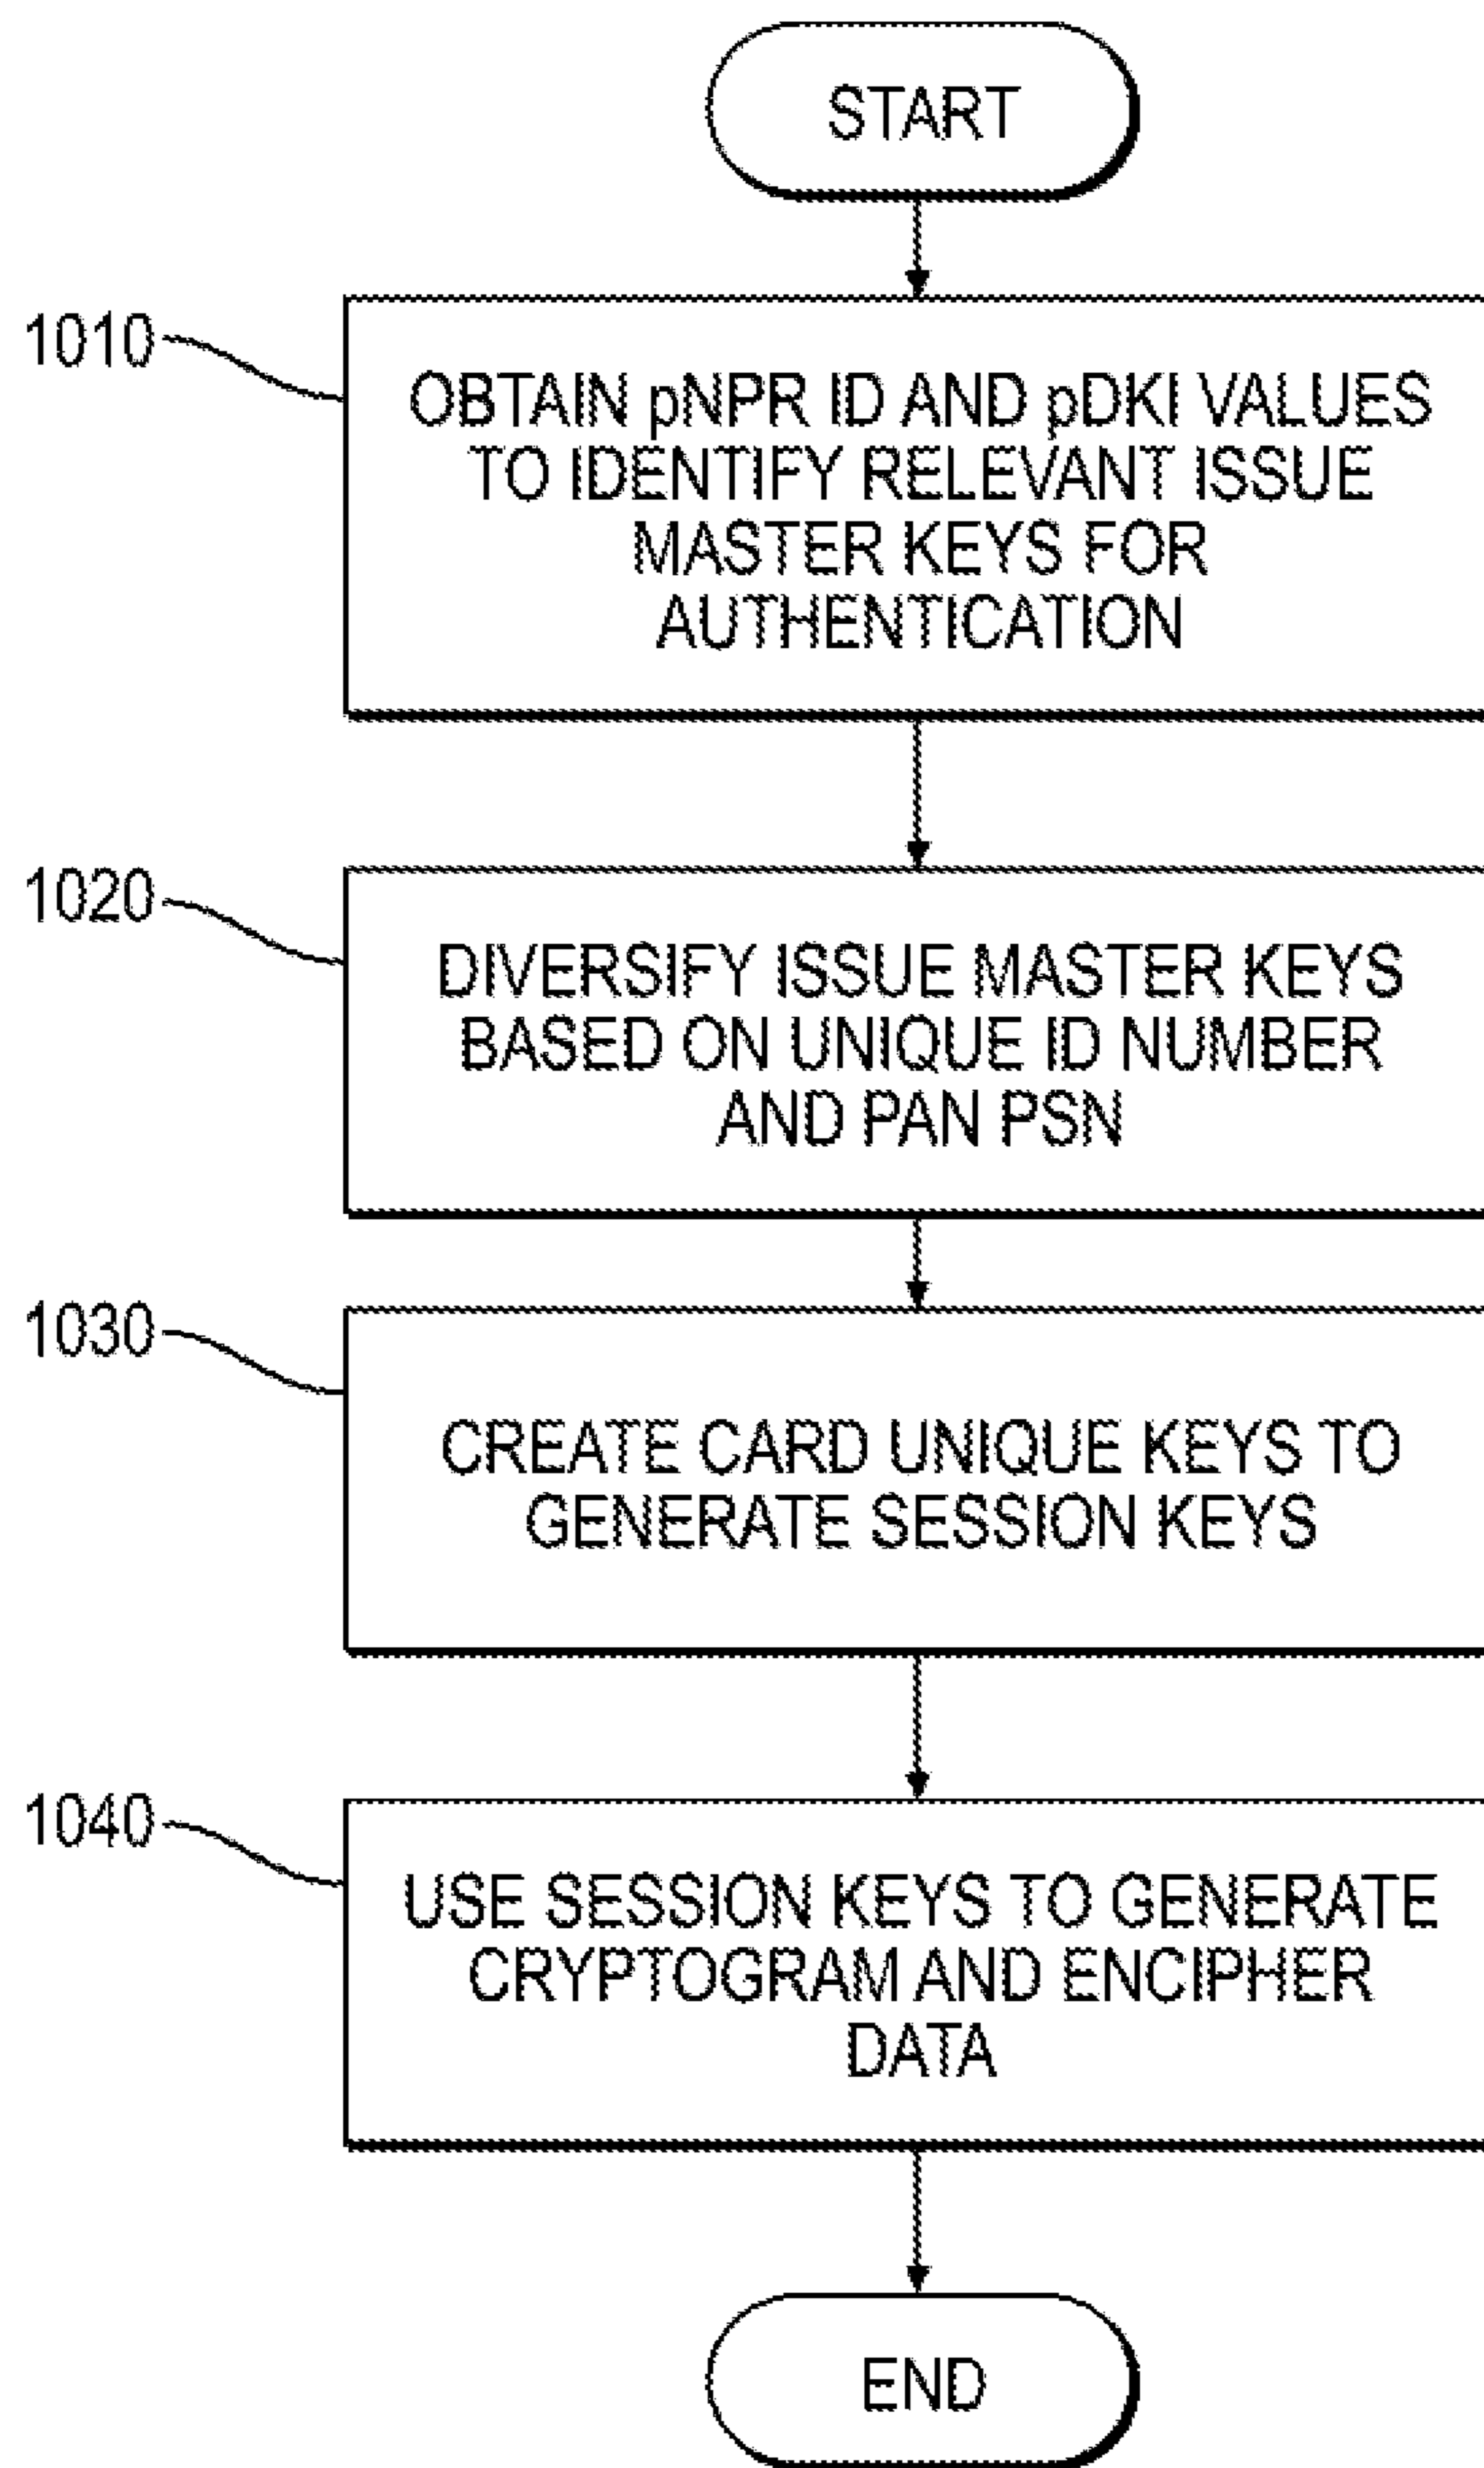 START
1010
OBTAIN pNPR ID AND pDKI VALUES
TO IDENTIFY RELEVANT ISSUE
MASTER KEYS FOR
AUTHENTICATION
1020
DIVERSIFY ISSUE MASTER KEYS
BASED ON UNIQUE ID NUMBER
AND PAN PSN
1030
CREATE CARD UNIQUE KEYS TO
GENERATE SESSION KEYS
1040
USE SESSION KEYS TO GENERATE
CRYPTOGRAM AND ENCIPHER
DATA
END